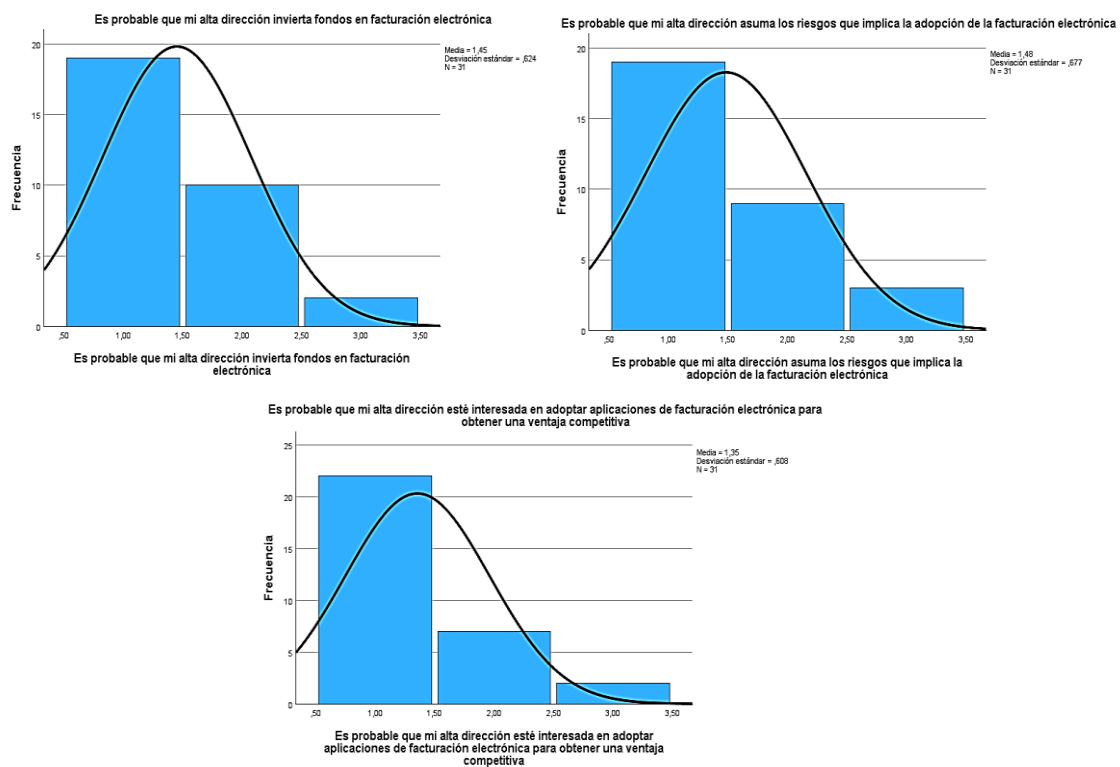 Es probable que mi alta dirección invierta fondos en facturación electrónica
Media = 1,45
Desviación estándar = ,624
N = 31
Frecuencia
20
15
10
5
0
,50 1,00 1,50 2,00 2,50 3,00 3,50
Es probable que mi alta dirección invierta fondos en facturación
electrónica
Es probable que mi alta dirección asuma los riesgos que implica la adopción de la facturación electrónica
Media = 1,48
Desviación estándar = ,677
N = 31
Frecuencia
20
15
10
5
0
,50 1,00 1,50 2,00 2,50 3,00 3,50
Es probable que mi alta dirección asuma los riesgos que implica la
adopción de la facturación electrónica
Es probable que mi alta dirección esté interesada en adoptar aplicaciones de facturación electrónica para
obtener una ventaja competitiva
Media = 1,35
Desviación estándar = ,608
N = 31
Frecuencia
25
20
15
10
5
0
,50 1,00 1,50 2,00 2,50 3,00 3,50
Es probable que mi alta dirección esté interesada en adoptar
aplicaciones de facturación electrónica para obtener una ventaja
competitiva